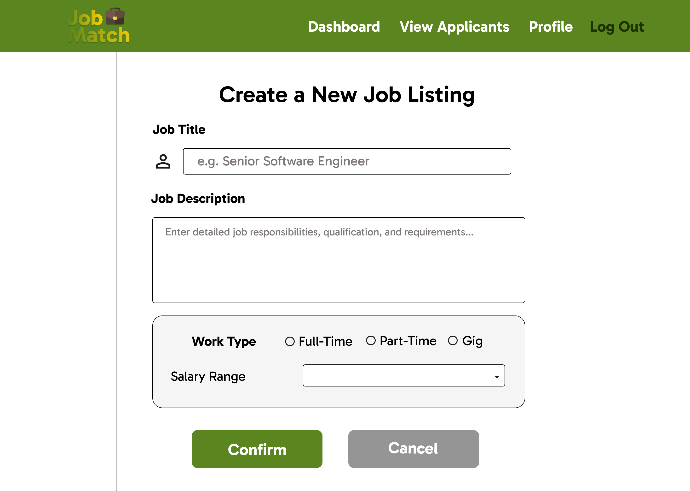 Job
Match
Dashboard View Applicants Profile Log Out
Create a New Job Listing
Job Title
e.g. Senior Software Engineer
Job Description
Enter detailed job responsibilities, qualification, and requirements...
Work Type Full-Time Part-Time Gig
Salary Range
Confirm Cancel